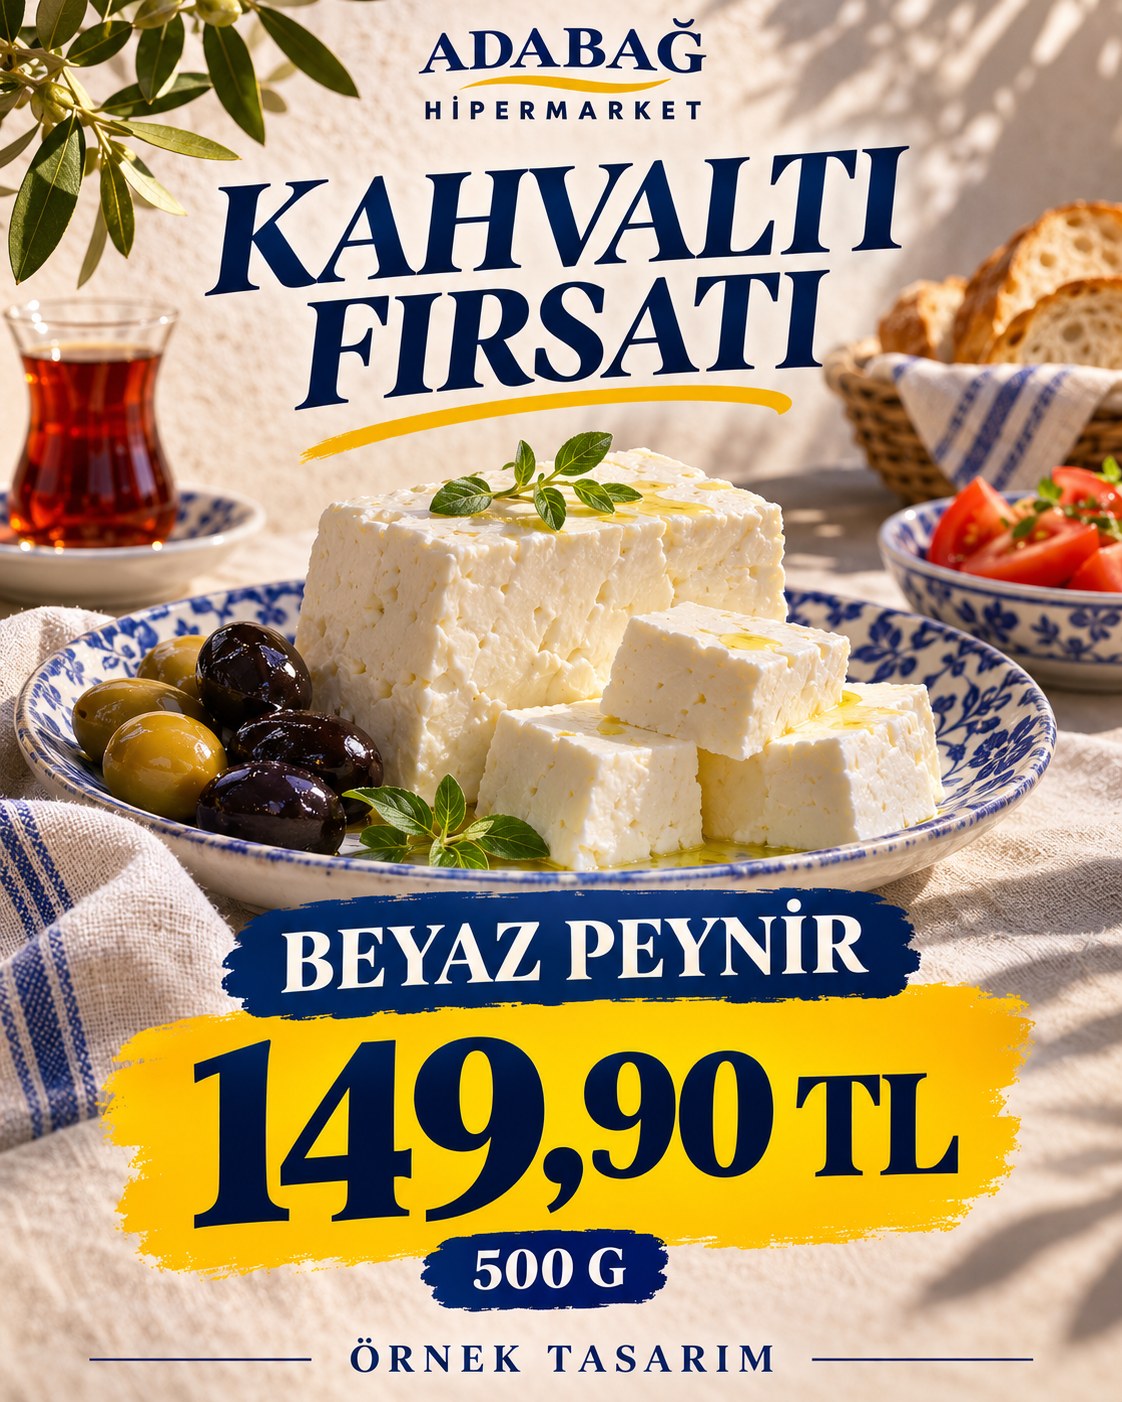 ADABAĞ
HİPERMARKET
KAHVALTI
FIRSATI
BEYAZ PEYNİR
149,90 TL
500 G
ÖRNEK TASARIM